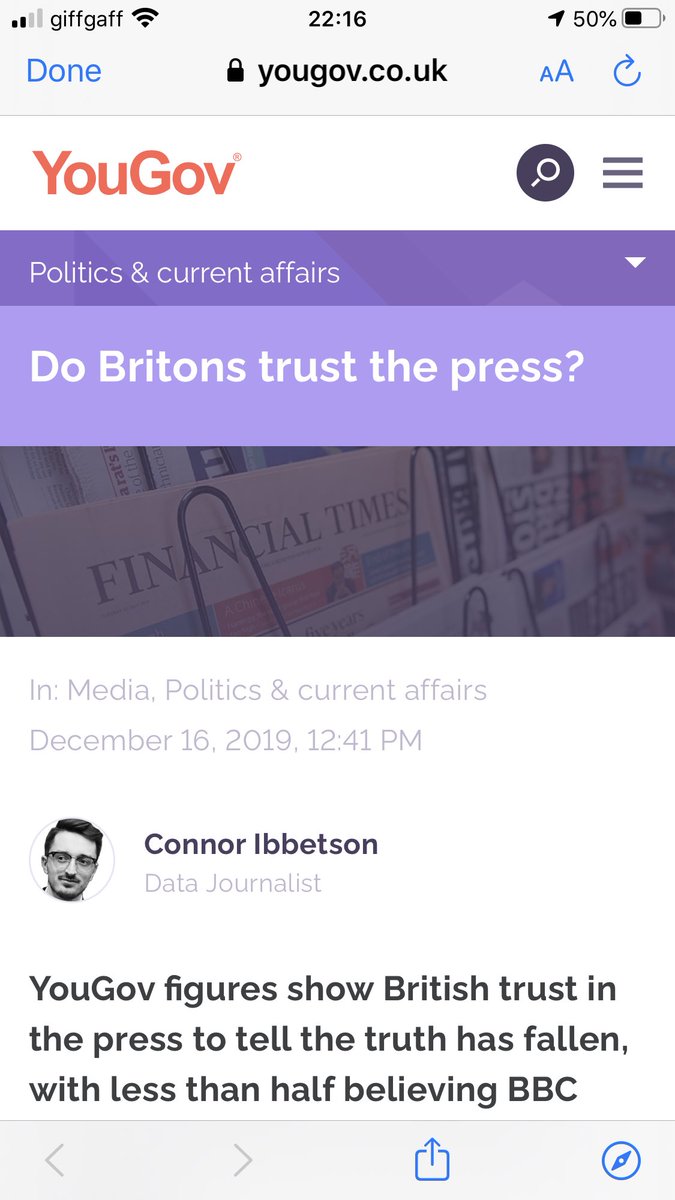 giffgaff 22:16 50%
Done yougov.co.uk AA
YouGov®
Politics & current affairs
Do Britons trust the press?
FINANCIAL TIMES
In: Media, Politics & current affairs
December 16, 2019, 12:41 PM
Connor Ibbetson
Data Journalist
YouGov figures show British trust in
the press to tell the truth has fallen,
with less than half believing BBC